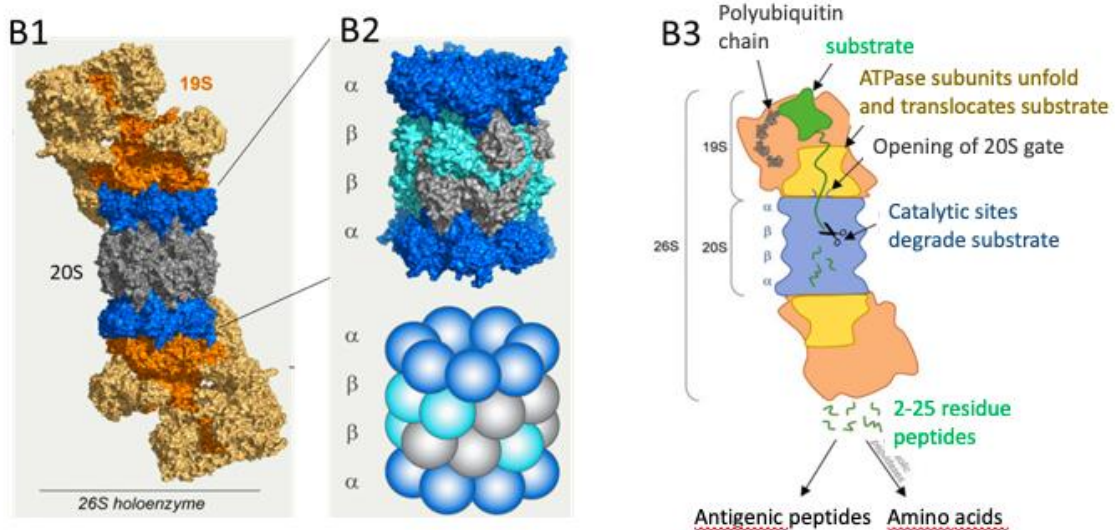 B1
19S
20S
26S holoenzyme
B2
α
β
β
α
α
β
β
α
B3
Polyubiquitin
chain
substrate
ATPase subunits unfold
and translocates substrate
Opening of 20S gate
19S
Catalytic sites
degrade substrate
26S
20S
α
β
β
α
2-25 residue
peptides
Antigenic peptides
Amino acids